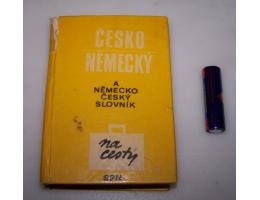 ČESKO
NĚMECKÝ
A
NĚMECKO
ČESKÝ
SLOVNÍK
na
cesty
SPN